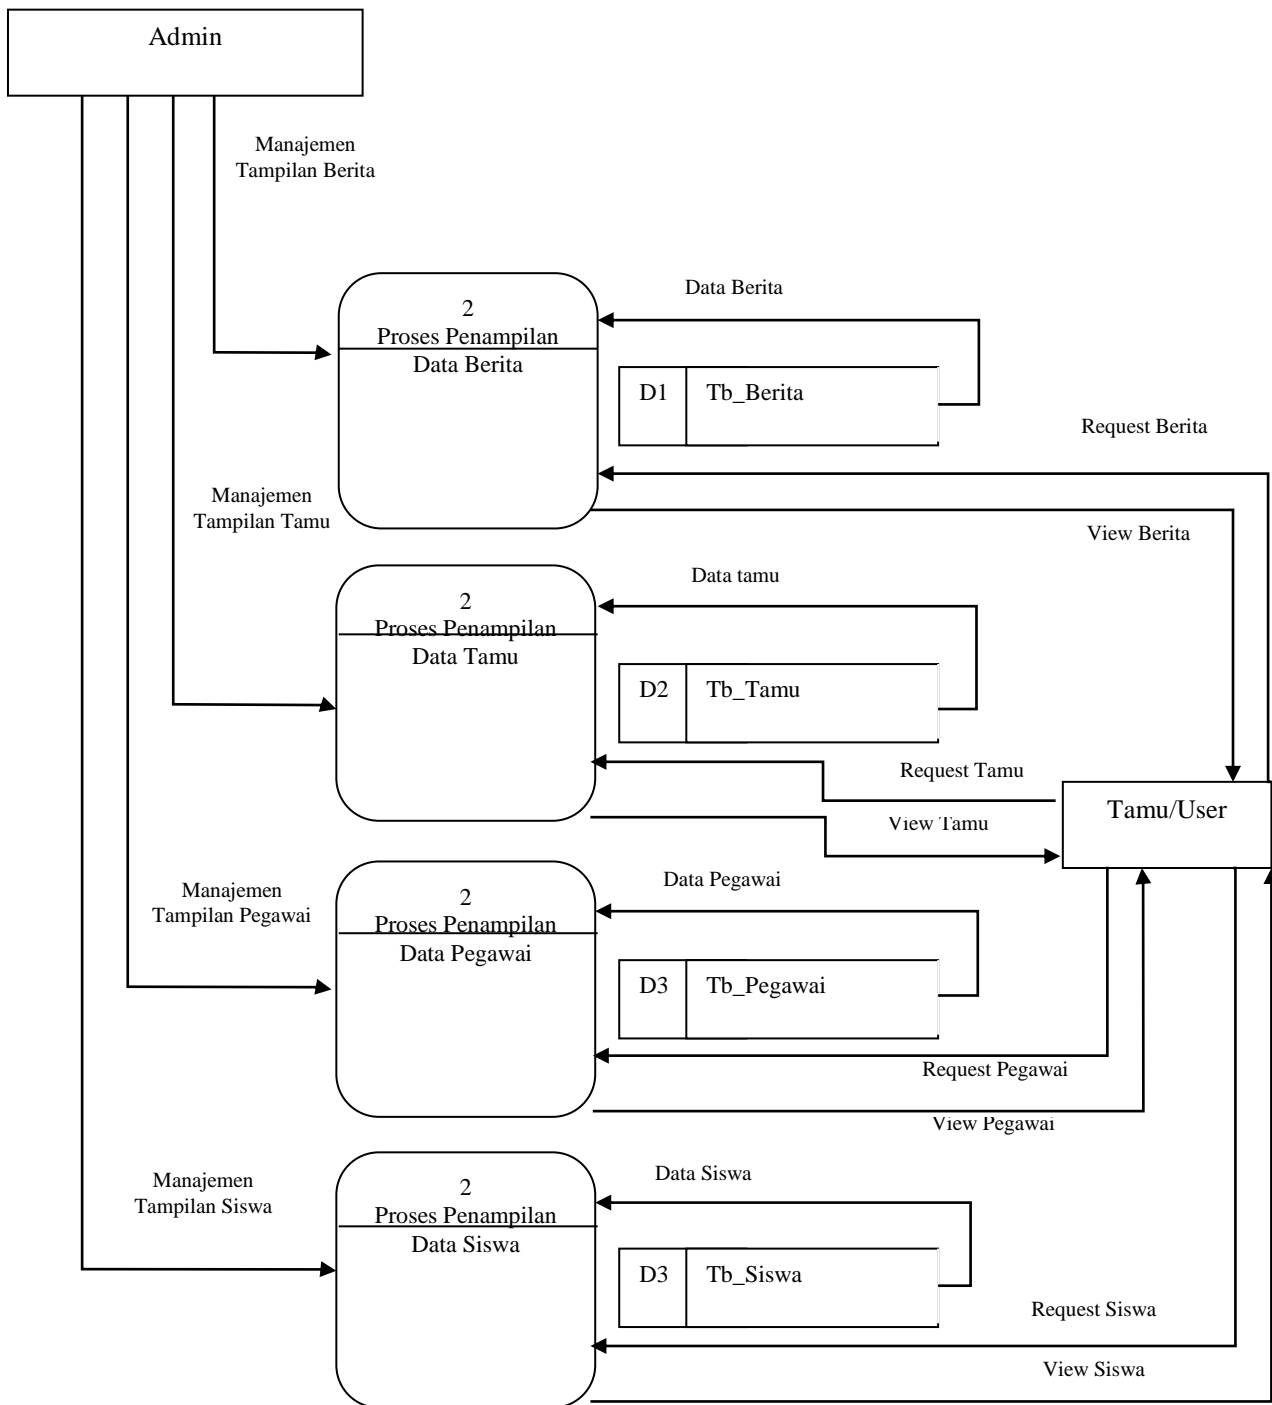 Admin
Manajemen
Tampilan Berita
Data Berita
2
Proses Penampilan
Data Berita
D1 Tb_Berita
Request Berita
Manajemen
Tampilan Tamu
View Berita
Data tamu
2
Proses Penampilan
Data Tamu
D2 Tb_Tamu
Request Tamu
Tamu/User
View Tamu
Data Pegawai
Manajemen
Tampilan Pegawai
2
Proses Penampilan
Data Pegawai
D3 Tb_Pegawai
Request Pegawai
View Pegawai
Data Siswa
Manajemen
Tampilan Siswa
2
Proses Penampilan
Data Siswa
D3 Tb_Siswa
Request Siswa
View Siswa